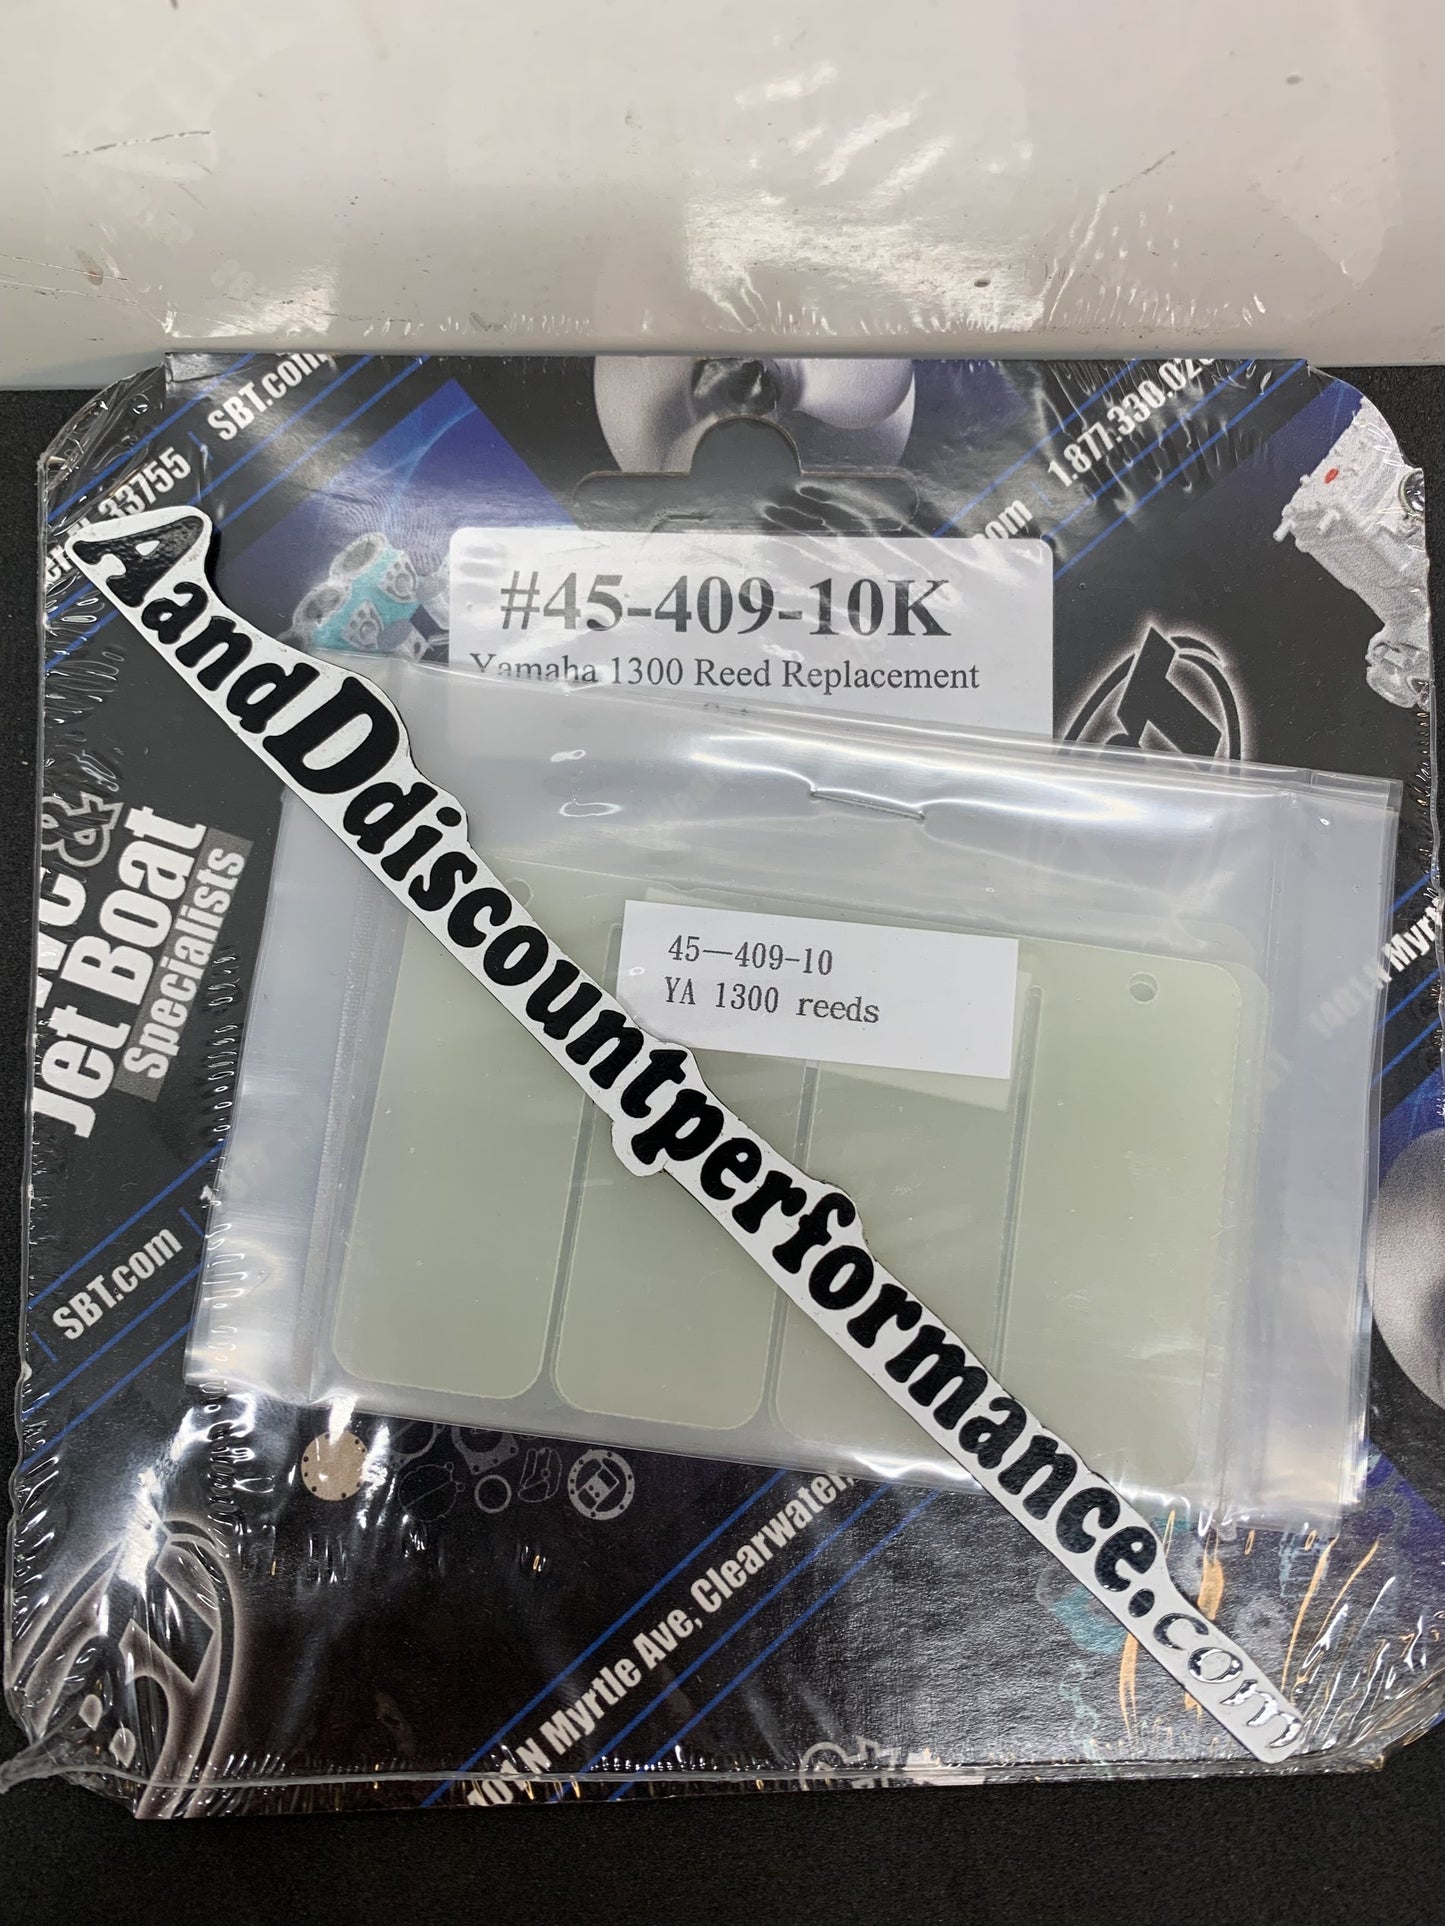 SBT.com
33755
1.877.330.02
om
#45-409-10K
Yamaha 1300 Reed Replacement
AandDdiscountperformance.com
&
Jet Boat
Specialists
45-409-10
YA 1300 reeds
SBT.com
N Myrtle Ave, Clearwater,